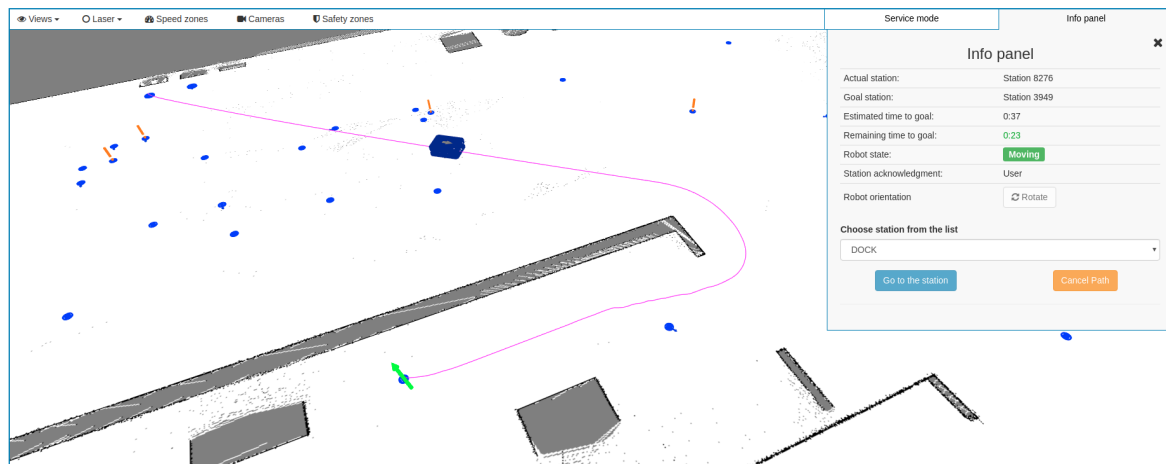 Views
Laser
Speed zones
Cameras
Safety zones
Service mode
Info panel
Info panel
Actual station: Station 8276
Goal station: Station 3949
Estimated time to goal: 0:37
Remaining time to goal: 0:23
Robot state: Moving
Station acknowledgment: User
Robot orientation Rotate
Choose station from the list
DOCK
Go to the station Cancel Path